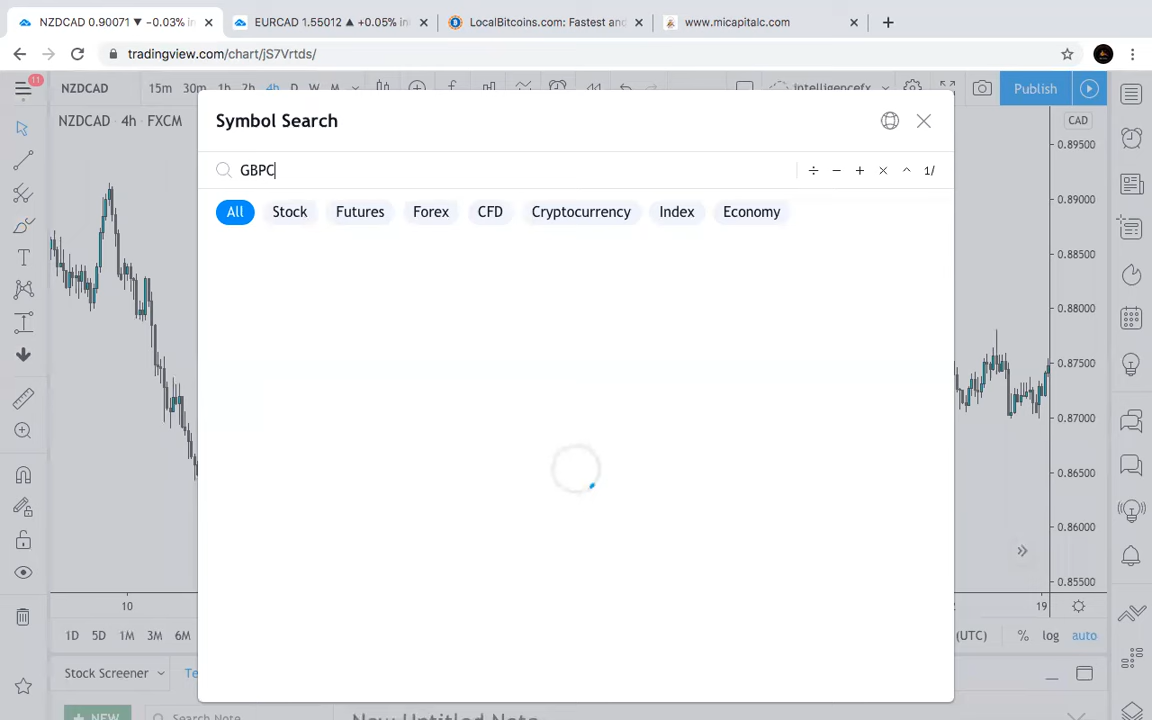 NZDCAD 0.90071 ▼ −0.03%
EURCAD 1.55012 ▲ +0.05%
LocalBitcoins.com: Fastest and
www.micapitalc.com
tradingview.com/chart/jS7Vrtds/
11
NZDCAD
15m 30m 1h 2h 4h D W M
intelligencefx
Publish
NZDCAD 4h FXCM
CAD
Symbol Search
GBPC
÷ − + × ^ 1/
All Stock Futures Forex CFD Cryptocurrency Index Economy
0.89500
0.89000
0.88500
0.88000
0.87500
0.87000
0.86500
0.86000
0.85500
10
19
1D 5D 1M 3M 6M
(UTC) % log auto
Stock Screener
Te
+ NEW
Search Note
New Untitled Note